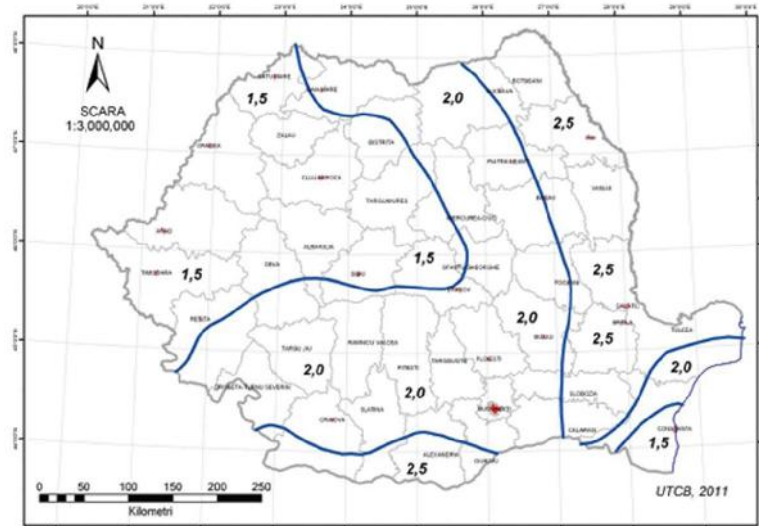 N
SCARA
1:3,000,000
SATU MARE
BAIA MARE
1,5
2,0
SUCEAVA
BOTOSANI
2,5
ORADEA
ZALAU
BISTRITA
CLUJ-NAPOCA
PIATRA NEAMT
VASLUI
BACAU
TARGU MURES
MIERCUREA-CIUC
ARAD
ALBA IULIA
1,5
TIMISOARA
1,5
DEVA
SIBIU
SFANTU GHEORGHE
BRASOV
2,5
FOCSANI
GALATI
RESITA
2,0
BUZAU
2,5
BRAILA
TULCEA
TARGU JIU
RAMNICU VALCEA
2,0
PITESTI
TARGOVISTE
PLOIESTI
2,0
DROBETA-TURNU SEVERIN
2,0
SLATINA
BUCURESTI
SLOBOZIA
CRAIOVA
CALARASI
CONSTANTA
1,5
ALEXANDRIA
GIURGIU
2,5
0 50 100 150 200 250
Kilometri
UTCB, 2011